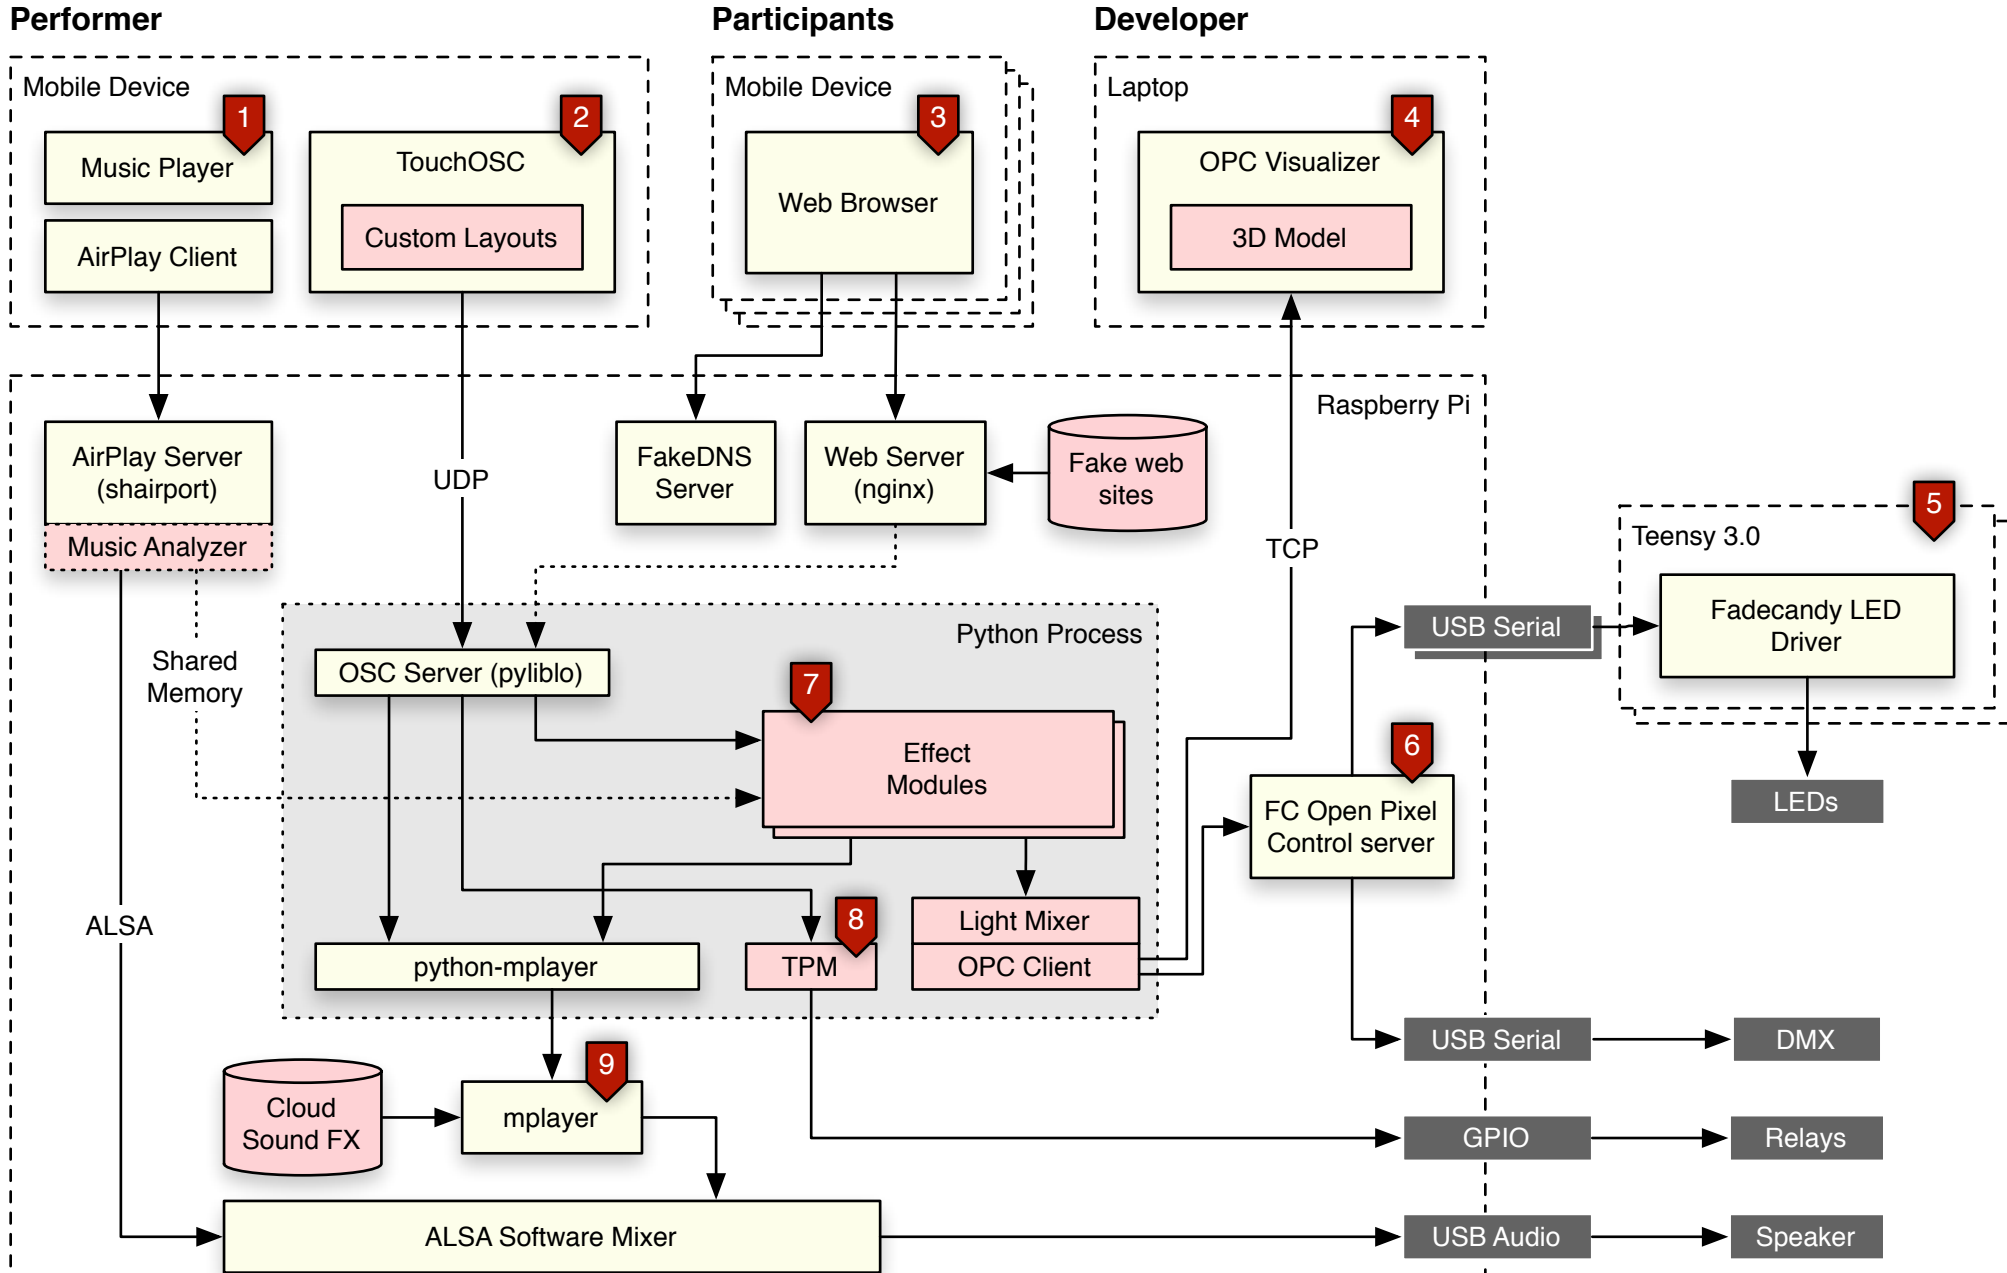 Performer
Participants
Developer
Mobile Device
1
2
Music Player
TouchOSC
Custom Layouts
AirPlay Client
Mobile Device
3
Web Browser
Laptop
4
OPC Visualizer
3D Model
Raspberry Pi
AirPlay Server
(shairport)
Music Analyzer
UDP
FakeDNS
Server
Web Server
(nginx)
Fake web
sites
TCP
5
Teensy 3.0
Fadecandy LED
Driver
USB Serial
LEDs
Shared
Memory
Python Process
OSC Server (pyliblo)
7
Effect
Modules
6
FC Open Pixel
Control server
ALSA
8
Light Mixer
python-mplayer
TPM
OPC Client
USB Serial
DMX
9
Cloud
Sound FX
mplayer
GPIO
Relays
ALSA Software Mixer
USB Audio
Speaker